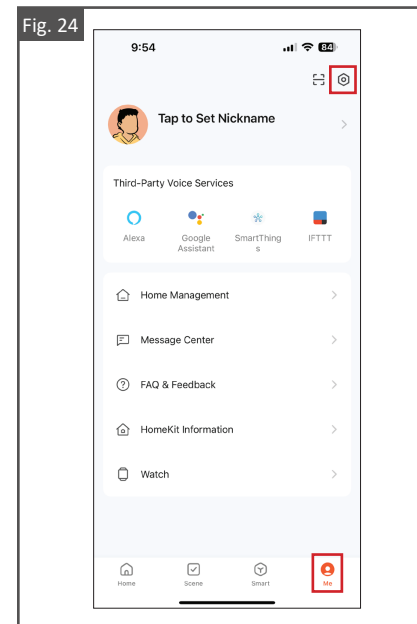 Fig. 24
9:54
84
Tap to Set Nickname
Third-Party Voice Services
Alexa
Google
Assistant
SmartThing
s
IFTTT
Home Management
Message Center
FAQ & Feedback
HomeKit Information
Watch
Home
Scene
Smart
Me